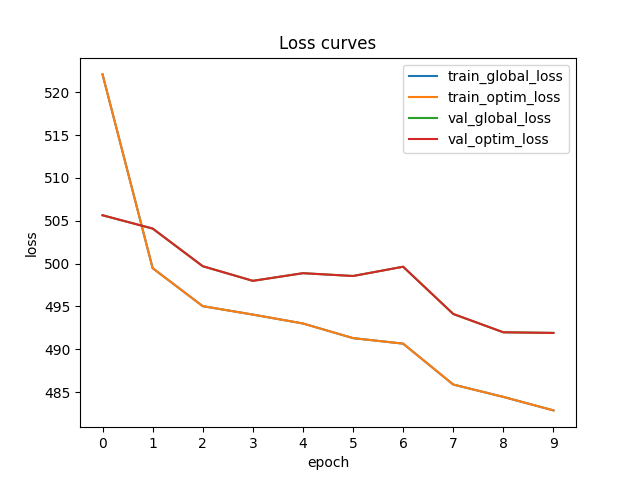 Loss curves
train_global_loss
train_optim_loss
val_global_loss
val_optim_loss
520
515
510
505
500
495
490
485
loss
0 1 2 3 4 5 6 7 8 9
epoch